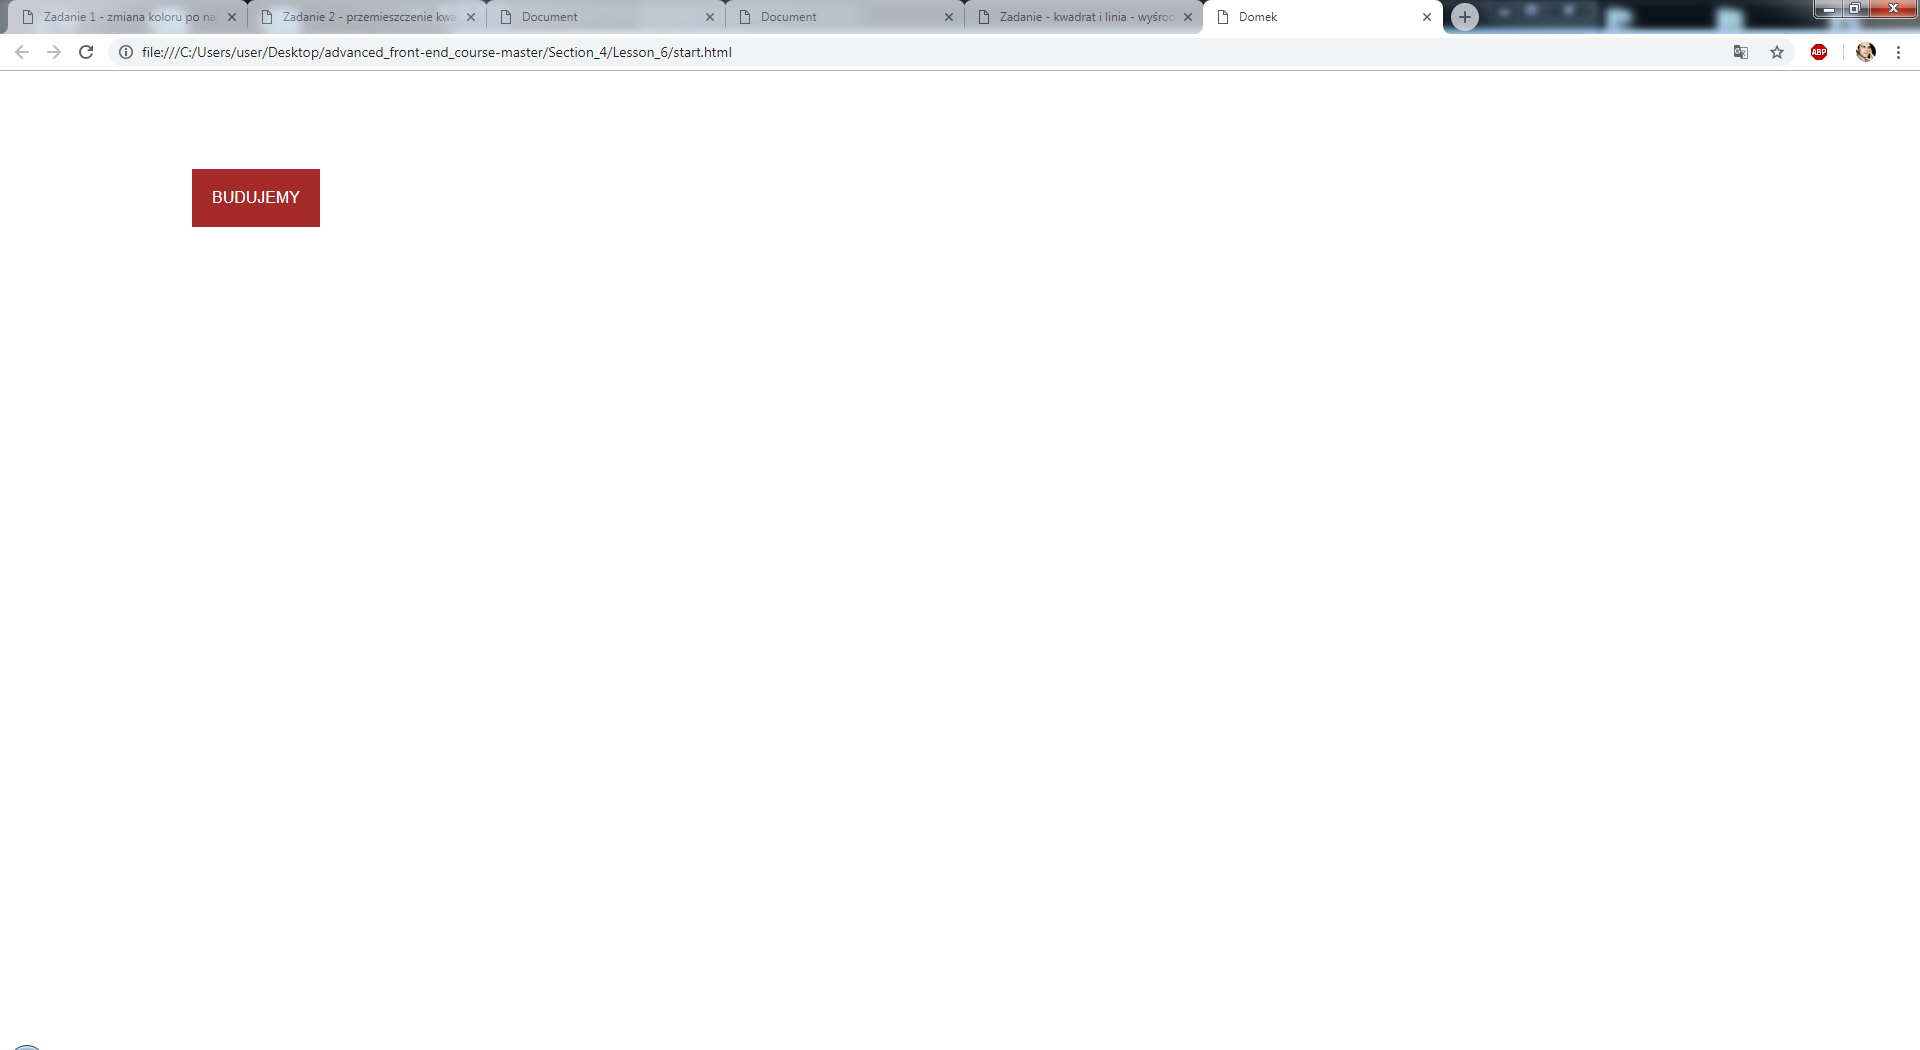 Zadanie 1 - zmiana koloru po na
Zadanie 2 - przemieszczenie kwa
Document
Document
Zadanie - kwadrat i linia - wyśroc
Domek
file:///C:/Users/user/Desktop/advanced_front-end_course-master/Section_4/Lesson_6/start.html
ABP
BUDUJEMY